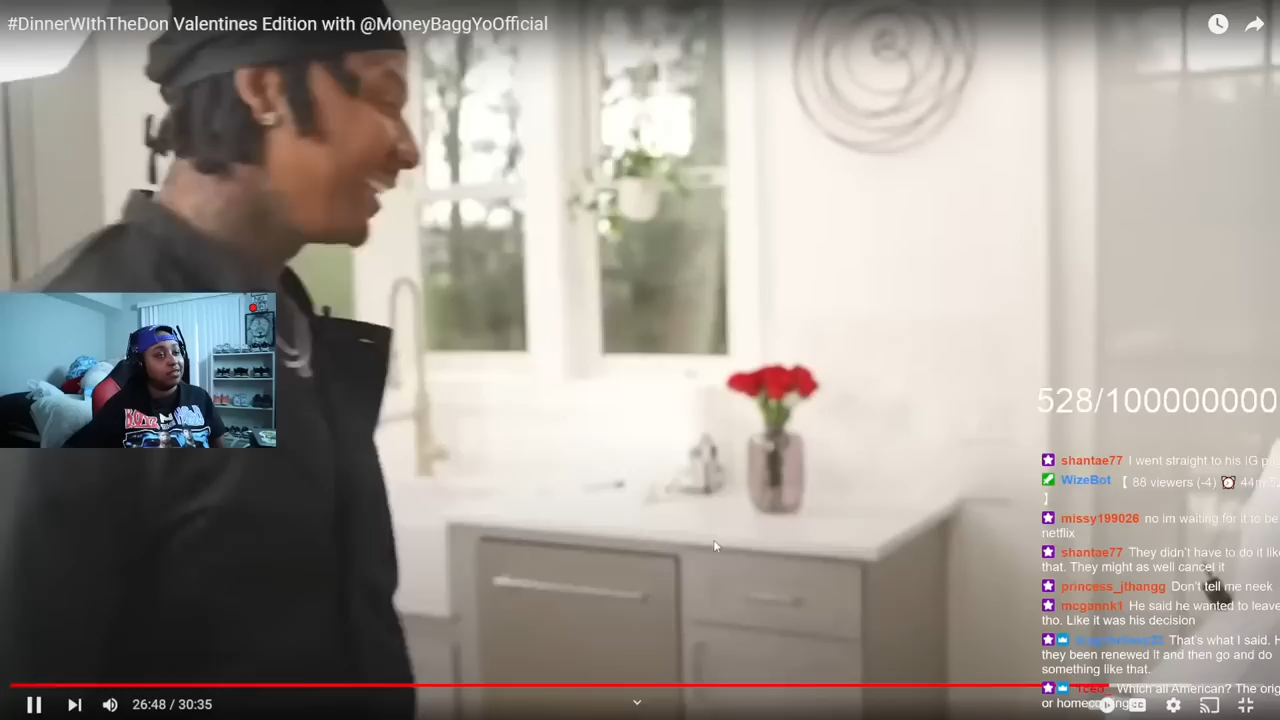 #DinnerWIthTheDon Valentines Edition with @MoneyBaggYoOfficial
528/100000000
shantae77 I went straight to his IG
WizeBot 【 88 viewers (-4) ⏰ 44m
】
missy199026 no im waiting for it to be
netflix
shantae77 They didn't have to do it like
that. They might as well cancel it
princess_jthangg Don't tell me neek
mcgannk1 He said he wanted to leave
tho. Like it was his decision
That's what I said.
they been renewed it and then go and do
something like that.
Which all American? The
or
26:48 / 30:35